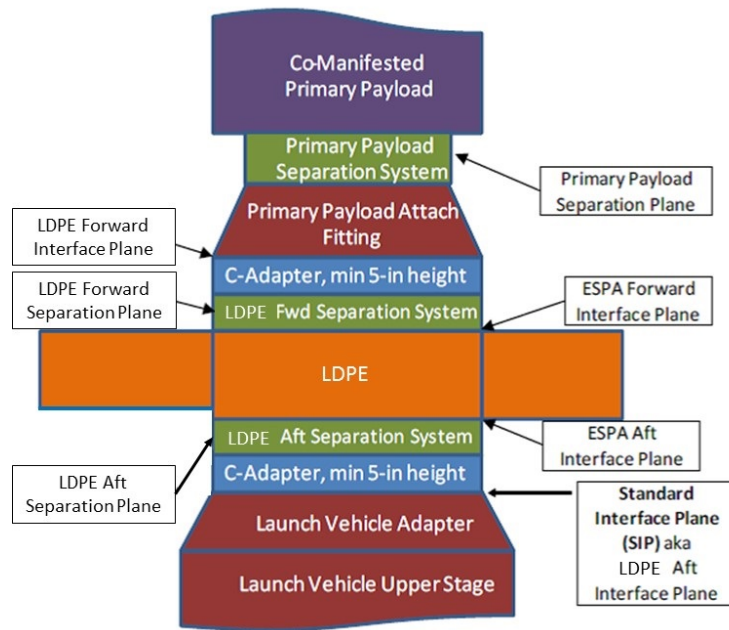 Co-Manifested
Primary Payload
Primary Payload
Separation System
Primary Payload
Separation Plane
Primary Payload Attach
Fitting
LDPE Forward
Interface Plane
C-Adapter, min 5-in height
LDPE Forward
Separation Plane
LDPE Fwd Separation System
ESPA Forward
Interface Plane
LDPE
LDPE Aft Separation System
ESPA Aft
Interface Plane
C-Adapter, min 5-in height
LDPE Aft
Separation Plane
Launch Vehicle Adapter
Standard
Interface Plane
(SIP) aka
LDPE Aft
Interface Plane
Launch Vehicle Upper Stage